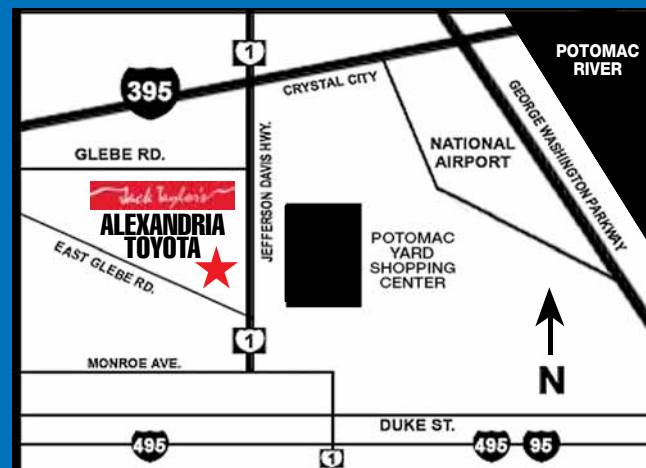 1
POTOMAC
RIVER
395
CRYSTAL CITY
GEORGE WASHINGTON PARKWAY
JEFFERSON DAVIS HWY.
NATIONAL
AIRPORT
GLEBE RD.
Jack Taylor's
ALEXANDRIA
TOYOTA
EAST GLEBE RD.
POTOMAC
YARD
SHOPPING
CENTER
1
MONROE AVE.
N
DUKE ST.
495
1
495
95